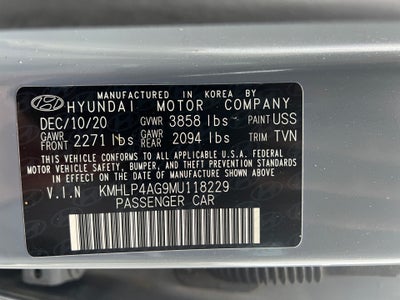 MANUFACTURED IN KOREA BY
HYUNDAI MOTOR COMPANY
DEC/10/20 GVWR 3858 lbs PAINT USS
GAWR FRONT 2271 lbs GAWR REAR 2094 lbs TRIM TVN
THIS VEHICLE CONFORMS TO ALL APPLICABLE U.S.A. FEDERAL
MOTOR VEHICLE SAFETY, BUMPER, AND THEFT PREVENTION STANDARDS
IN EFFECT ON THE DATE OF MANUFACTURE SHOWN ABOVE.
V.I.N KMHLP4AG9MU118229
PASSENGER CAR